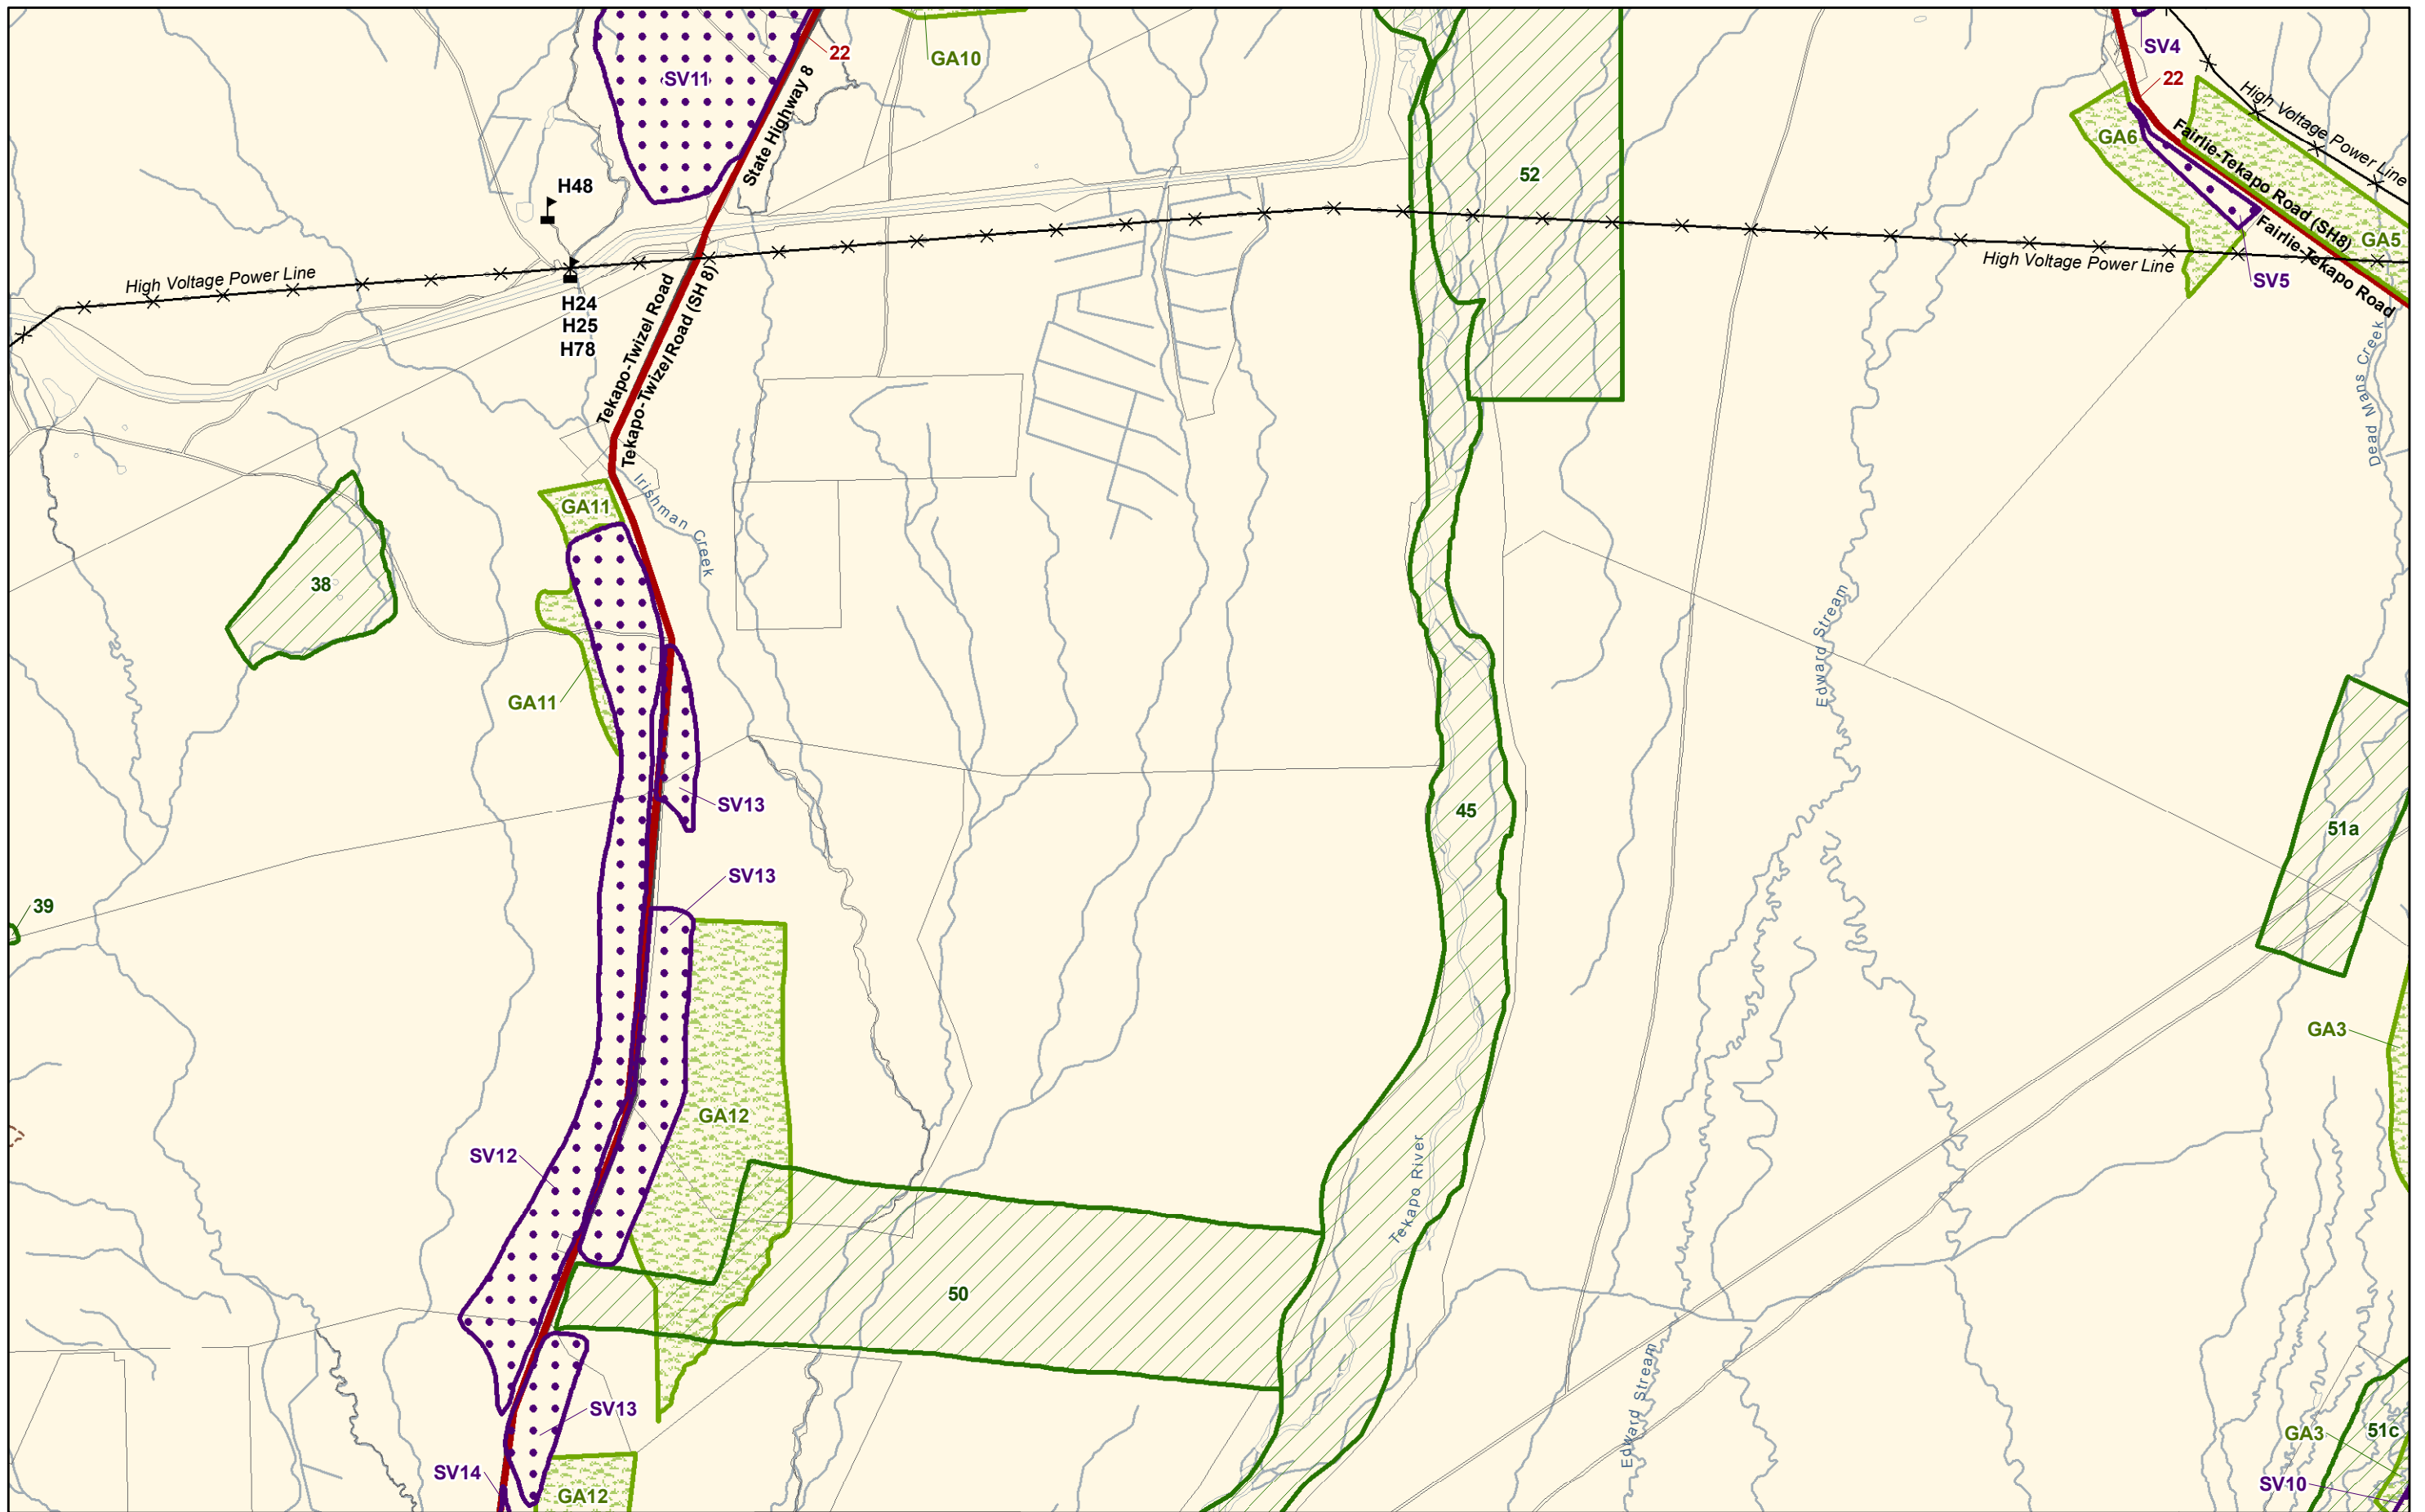 SV4
22
GA10
22
SV11
High Voltage Power Line
State Highway 8
GA6
Fairlie-Tekapo Road (SH8)
52
H48
GA5
Fairlie-Tekapo Road
High Voltage Power Line
High Voltage Power Line
SV5
H24
H25
H78
Tekapo-Twizel Road
Tekapo-Twizel Road (SH 8)
Dead Mans Creek
Irishman Creek
GA11
38
Edward Stream
GA11
SV13
45
51a
SV13
39
GA3
GA12
SV12
Tekapo River
50
Edward Stream
SV13
GA3
51c
SV14
SV10
GA12